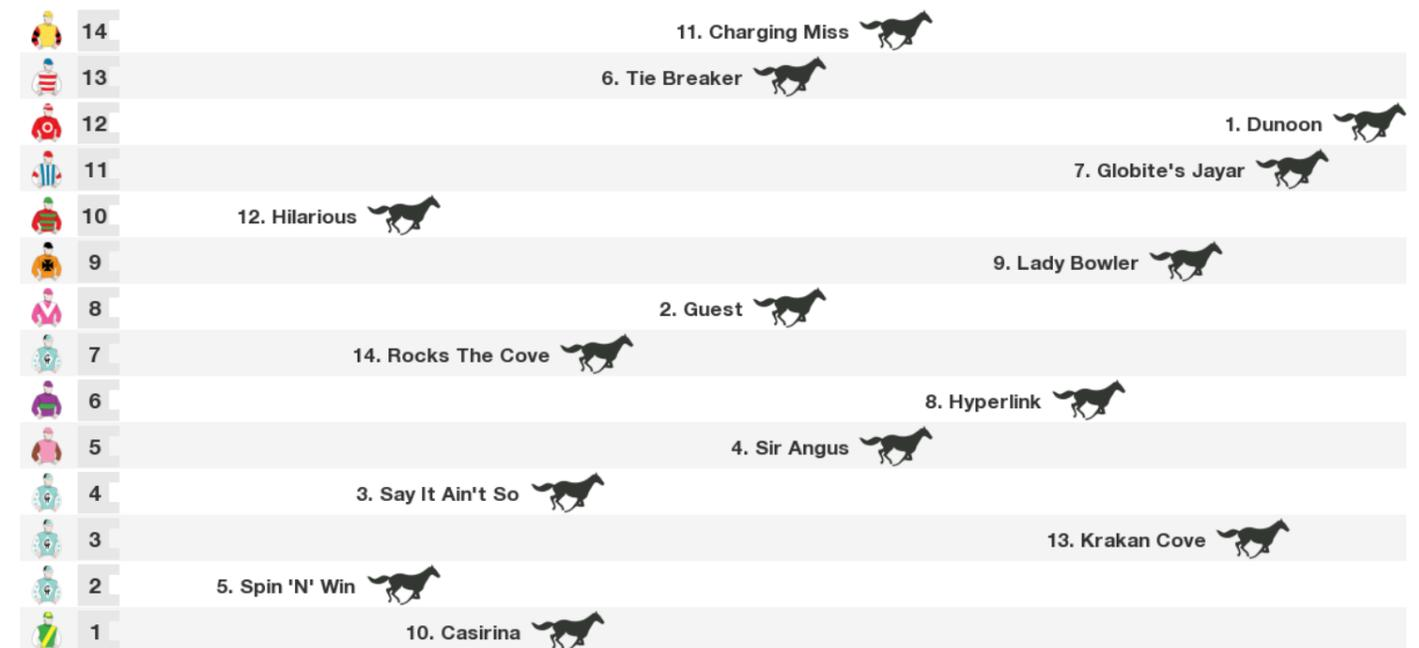 14 11. Charging Miss
13 6. Tie Breaker
12 1. Dunoon
11 7. Globite's Jayar
10 12. Hilarious
9 9. Lady Bowler
8 2. Guest
7 14. Rocks The Cove
6 8. Hyperlink
5 4. Sir Angus
4 3. Say It Ain't So
3 13. Krakan Cove
2 5. Spin 'N' Win
1 10. Casirina